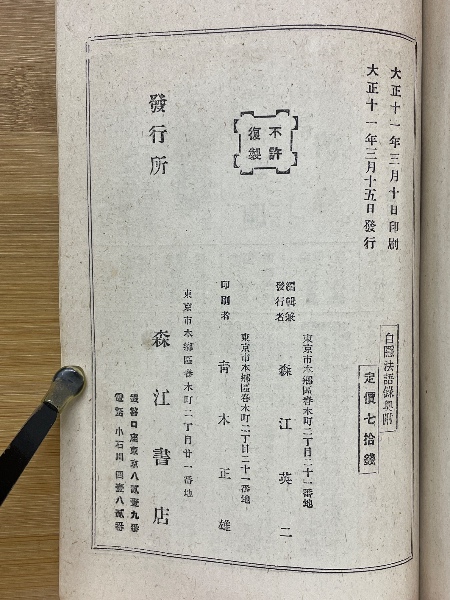 大正十一年三月十日印刷
大正十一年三月十五日發行
白隱法語錄奥附
定價七拾錢
不許
復製
東京市本鄕區春木町二丁目二十一番地
編輯兼
發行者
森江英二
東京市本鄕區春木町二丁目二十一番地
印刷者
青木正雄
東京市本鄕區春木町二丁目廿一番地
發行所
森江書店
振替口座東京八貳壹九番
電話小石川四壹八貳番